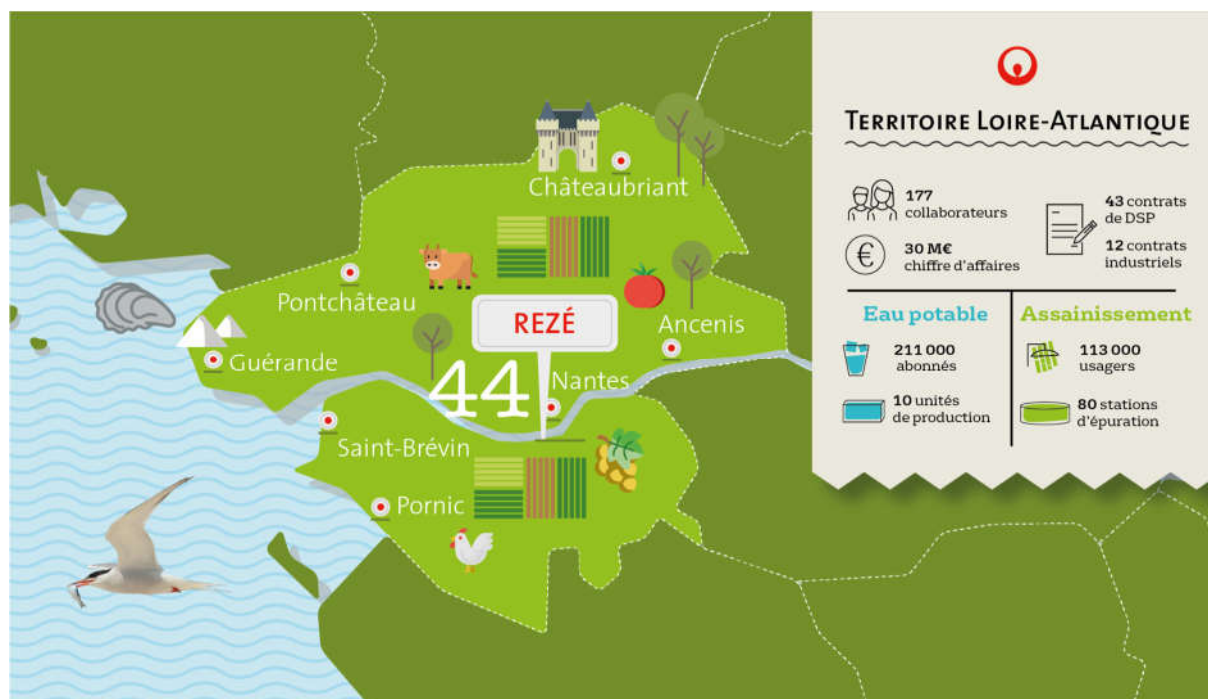 Châteaubriant
Pontchâteau
REZÉ
Ancenis
Guérande
44
Nantes
Saint-Brévin
Pornic
TERRITOIRE LOIRE-ATLANTIQUE
177
collaborateurs
30 M€
chiffre d'affaires
43 contrats
de DSP
12 contrats
industriels
Eau potable
211 000
abonnés
10 unités
de production
Assainissement
113 000
usagers
80 stations
d'épuration